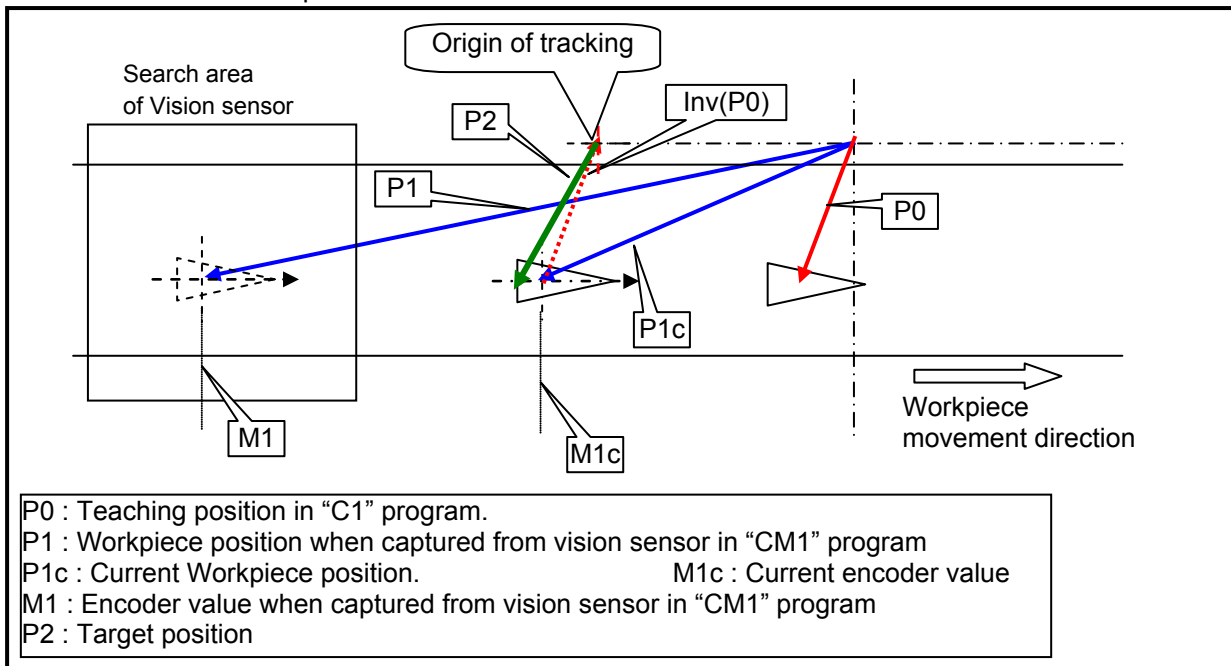 Origin of tracking
Search area
of Vision sensor
Inv(P0)
P2
P1
P0
P1c
M1
M1c
Workpiece
movement direction
P0 : Teaching position in “C1” program.
P1 : Workpiece position when captured from vision sensor in “CM1” program
P1c : Current Workpiece position. M1c : Current encoder value
M1 : Encoder value when captured from vision sensor in “CM1” program
P2 : Target position